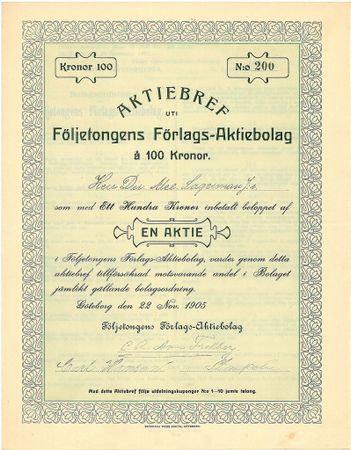 Kronor 100
N:o 200
AKTIEBREF
UTI
Följetongens Förlags-Aktiebolag
å 100 Kronor.
Herr
som med Ett Hundra Kronor inbetalt beloppet af
EN AKTIE
i Följetongens Förlags-Aktiebolag, varder genom detta
aktiebref tillförsäkrad motsvarande andel i Bolaget
jämlikt gällande bolagsordning.
Göteborg den 22 Nov. 1905
Följetongens Förlags-Aktiebolag
Med detta Aktiebref följa utdelningskuponger N:o 1–10 jemte talong.